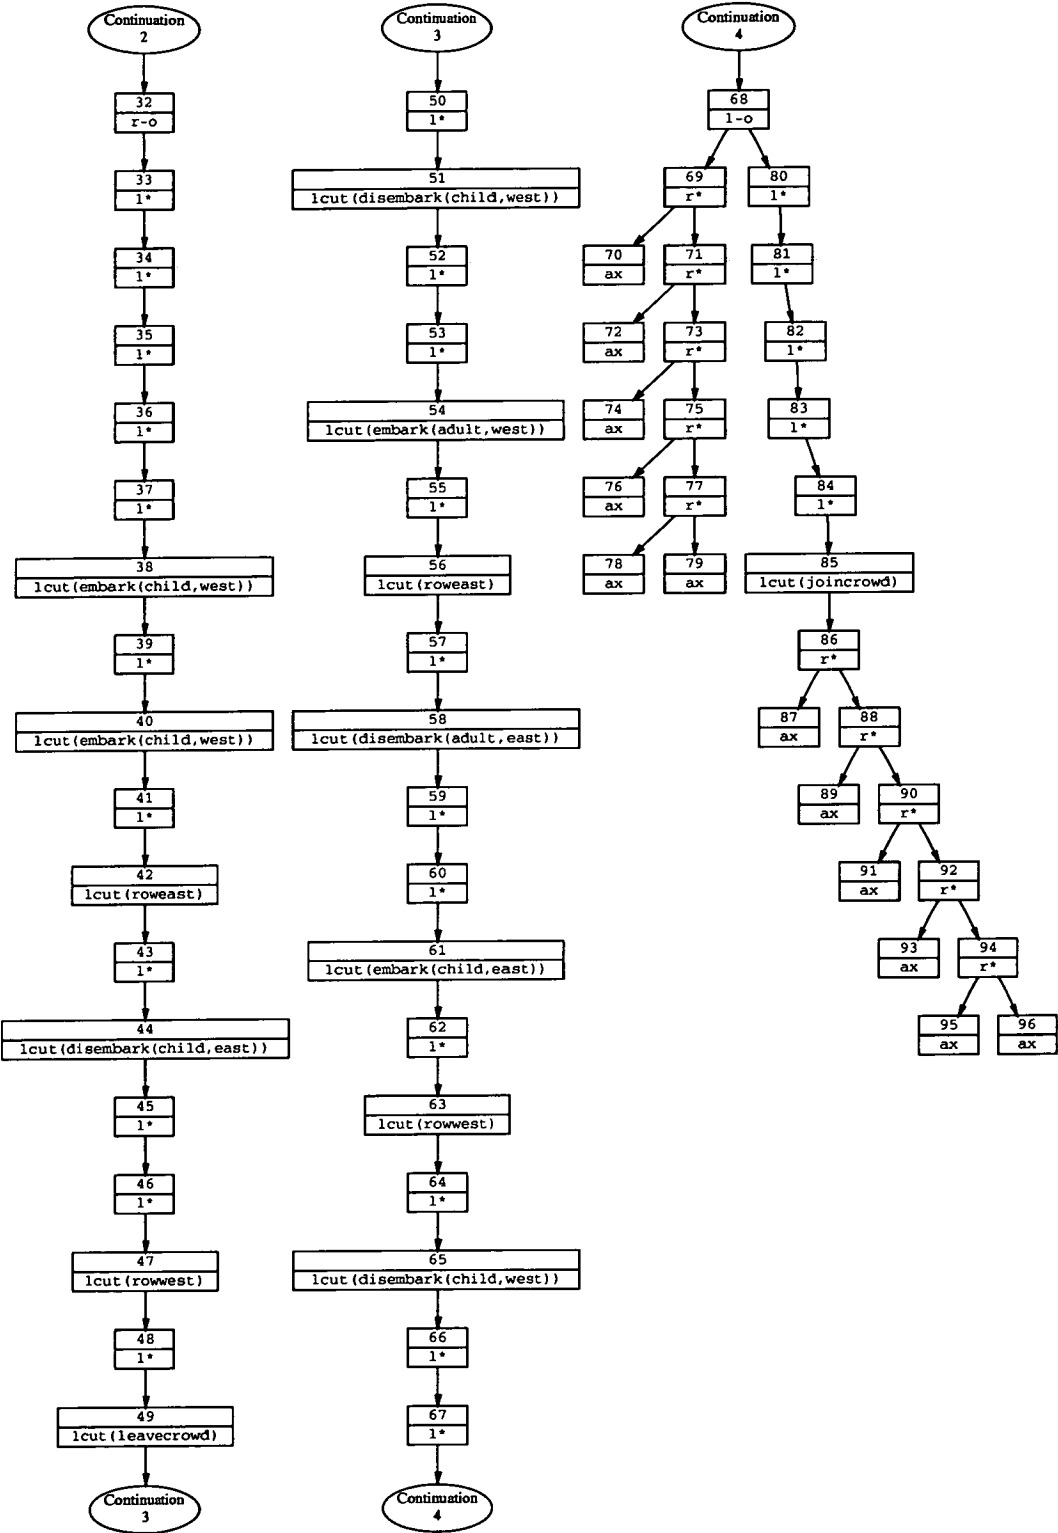 Continuation
2
32
r-o
33
l*
34
l*
35
l*
36
l*
37
l*
38
lcut(embark(child,west))
39
l*
40
lcut(embark(child,west))
41
l*
42
lcut(roweast)
43
l*
44
lcut(disembark(child,east))
45
l*
46
l*
47
lcut(rowwest)
48
l*
49
lcut(leavecrowd)
Continuation
3
Continuation
3
50
l*
51
lcut(disembark(child,west))
52
l*
53
l*
54
lcut(embark(adult,west))
55
l*
56
lcut(roweast)
57
l*
58
lcut(disembark(adult,east))
59
l*
60
l*
61
lcut(embark(child,east))
62
l*
63
lcut(rowwest)
64
l*
65
lcut(disembark(child,west))
66
l*
67
l*
Continuation
4
Continuation
4
68
l-o
69
r*
80
l*
70
ax
71
r*
81
l*
72
ax
73
r*
82
l*
74
ax
75
r*
83
l*
76
ax
77
r*
84
l*
78
ax
79
ax
85
lcut(joincrowd)
86
r*
87
ax
88
r*
89
ax
90
r*
91
ax
92
r*
93
ax
94
r*
95
ax
96
ax